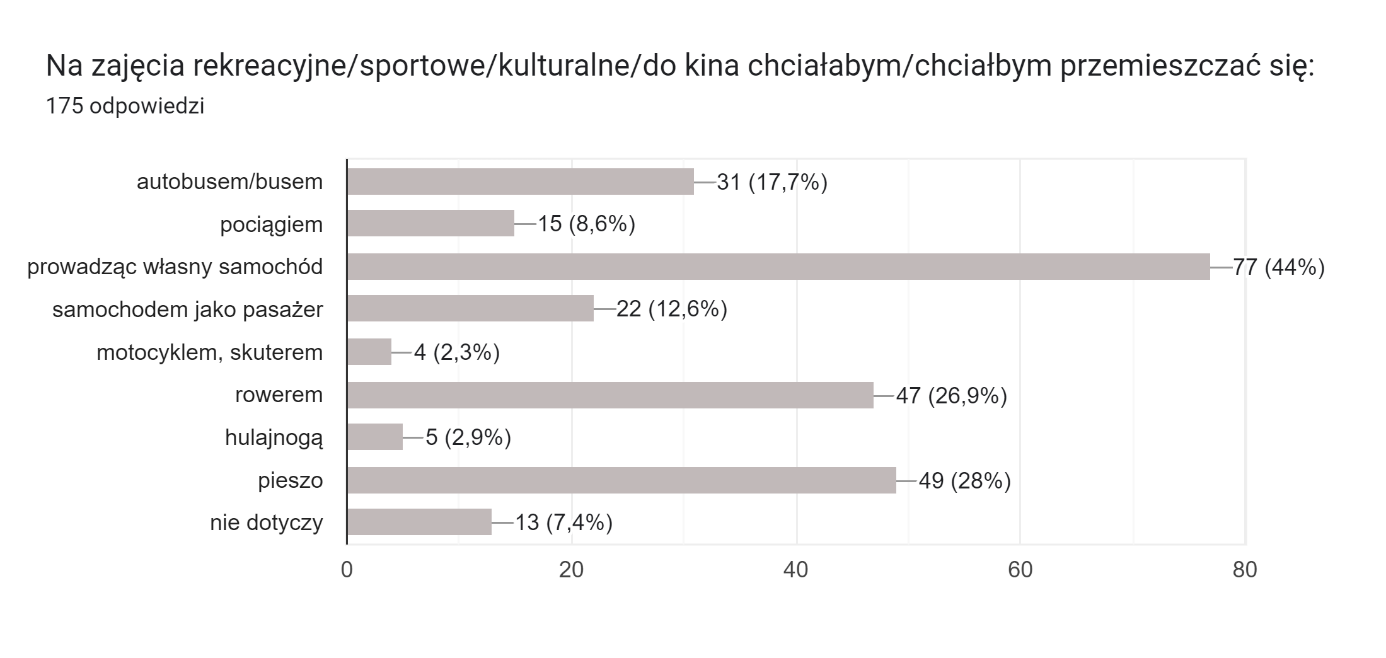 Na zajęcia rekreacyjne/sportowe/kulturalne/do kina chciałabym/chciałbym przemieszczać się:
175 odpowiedzi
autobusem/busem 31 (17,7%)
pociągiem 15 (8,6%)
prowadząc własny samochód 77 (44%)
samochodem jako pasażer 22 (12,6%)
motocyklem, skuterem 4 (2,3%)
rowerem 47 (26,9%)
hulajnogą 5 (2,9%)
pieszo 49 (28%)
nie dotyczy 13 (7,4%)
0 20 40 60 80